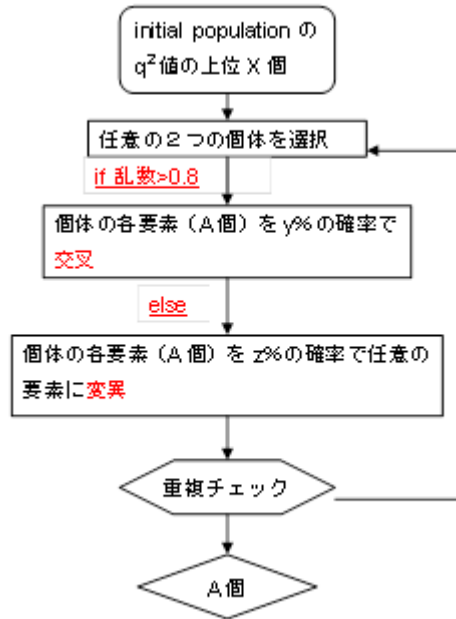 initial population の
q²値の上位 X 個
任意の2つの個体を選択
if 乱数>0.8
個体の各要素（A個）を y%の確率で
交叉
else
個体の各要素（A個）を z%の確率で任意の
要素に変異
重複チェック
A個